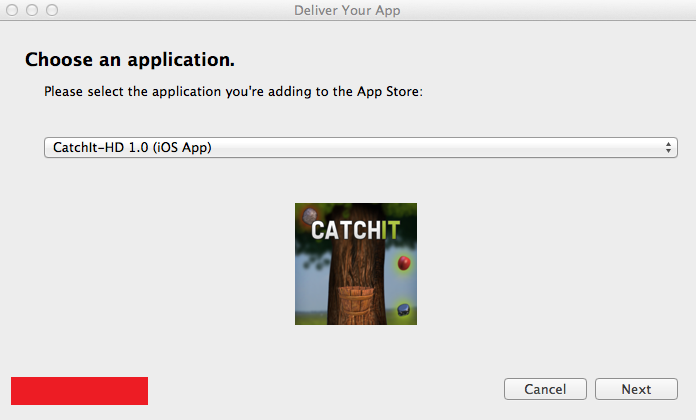 Deliver Your App
Choose an application.
Please select the application you're adding to the App Store:
CatchIt-HD 1.0 (iOS App)
CATCHIT
Cancel
Next